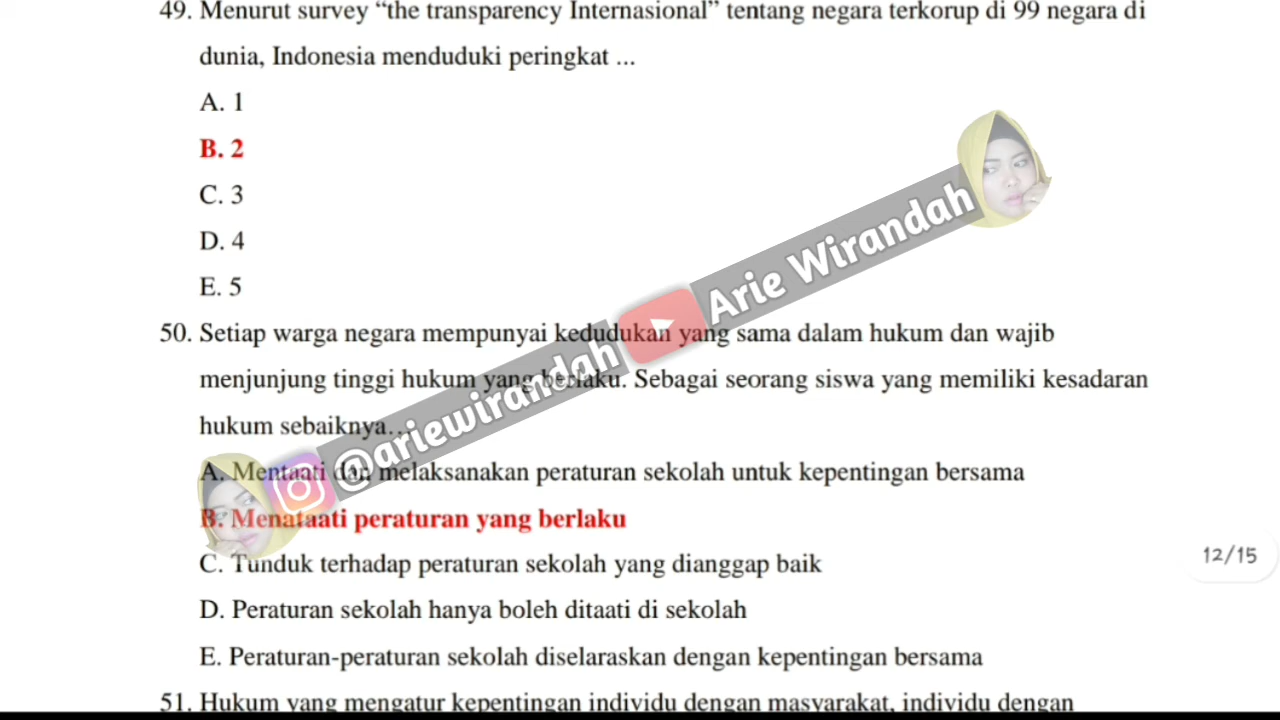 49. Menurut survey “the transparency Internasional” tentang negara terkorup di 99 negara di
dunia, Indonesia menduduki peringkat ...
A. 1
B. 2
C. 3
D. 4
E. 5
50. Setiap warga negara mempunyai kedudukan yang sama dalam hukum dan wajib
menjunjung tinggi hukum yang berlaku. Sebagai seorang siswa yang memiliki kesadaran
hukum sebaiknya...
A. Mentaati dan melaksanakan peraturan sekolah untuk kepentingan bersama
B. Menataati peraturan yang berlaku
C. Tunduk terhadap peraturan sekolah yang dianggap baik
D. Peraturan sekolah hanya boleh ditaati di sekolah
E. Peraturan-peraturan sekolah diselaraskan dengan kepentingan bersama
51. Hukum yang mengatur kepentingan individu dengan masyarakat, individu dengan
@ariewirandah
Arie Wirandah
12/15